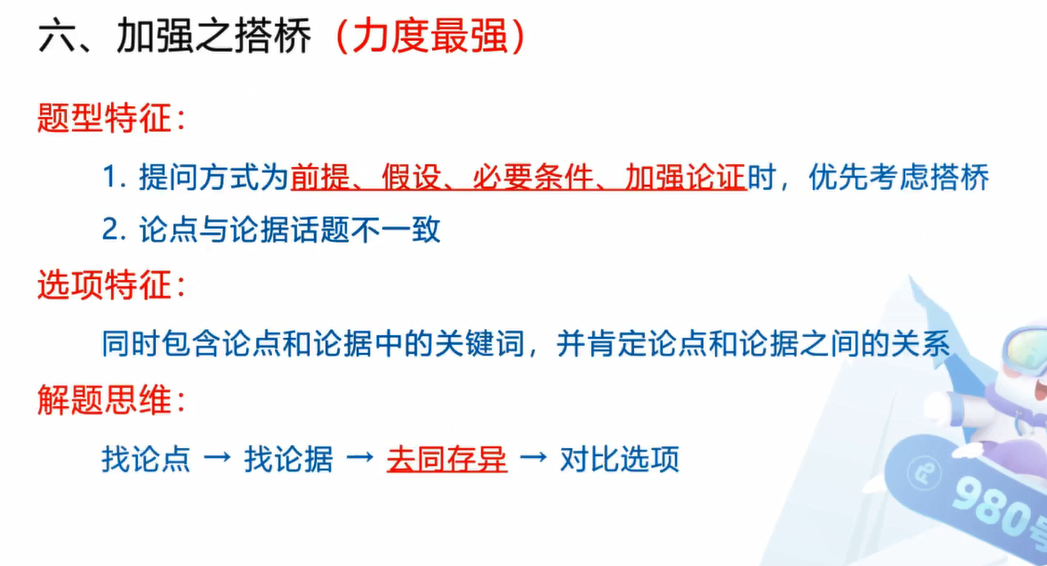 六、加强之搭桥（力度最强）
题型特征：
1. 提问方式为前提、假设、必要条件、加强论证时，优先考虑搭桥
2. 论点与论据话题不一致
选项特征：
同时包含论点和论据中的关键词，并肯定论点和论据之间的关系
解题思维：
找论点 → 找论据 → 去同存异 → 对比选项
980号